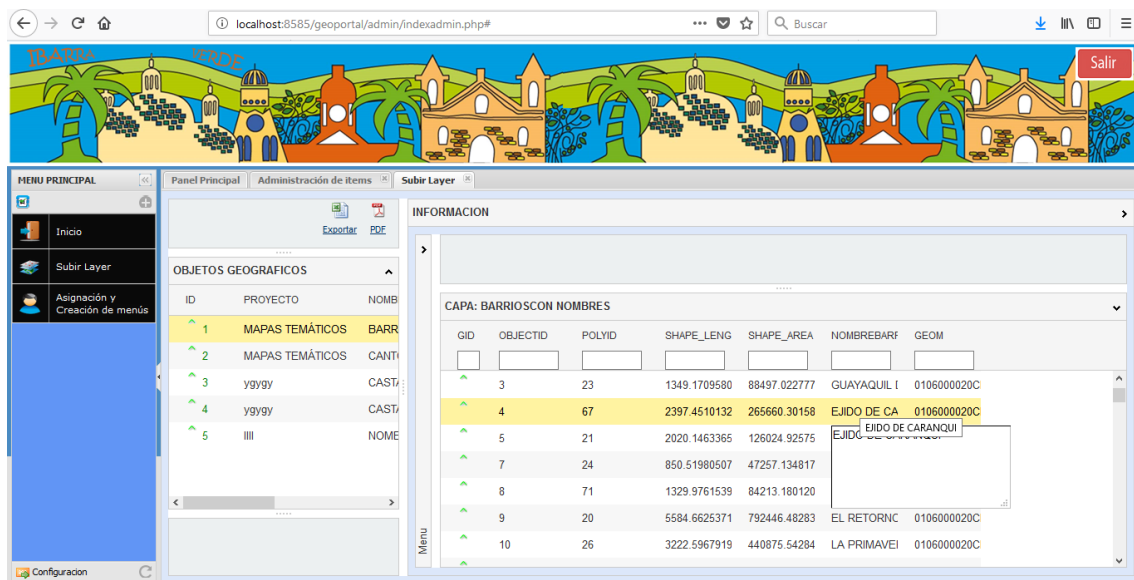 localhost:8585/geoportal/admin/indexadmin.php#
Buscar
IBARRA VERDE
Salir
MENU PRINCIPAL
Inicio
Subir Layer
Asignación y
Creación de menús
Configuracion
Panel Principal
Administración de items
Subir Layer
Exportar
PDF
OBJETOS GEOGRAFICOS
ID PROYECTO NOMB
1 MAPAS TEMÁTICOS BARR
2 MAPAS TEMÁTICOS CANT
3 ygygy CASTA
4 ygygy CAST
5 IIII NOME
INFORMACION
Menu
CAPA: BARRIOSCON NOMBRES
GID OBJECTID POLYID SHAPE_LENG SHAPE_AREA NOMBREBARF GEOM
3 23 1349.1709580 88497.022777 GUAYAQUIL [ 0106000020C
4 67 2397.4510132 265660.30158 EJIDO DE CA 0106000020C
EJIDO DE CARANQUI
5 21 2020.1463365 126024.92575 EJIDO DE CARANQUI
7 24 850.51980507 47257.134817
8 71 1329.9761539 84213.180120
9 20 5584.6625371 792446.48283 EL RETORNC 0106000020C
10 26 3222.5967919 440875.54284 LA PRIMAVEI 0106000020C